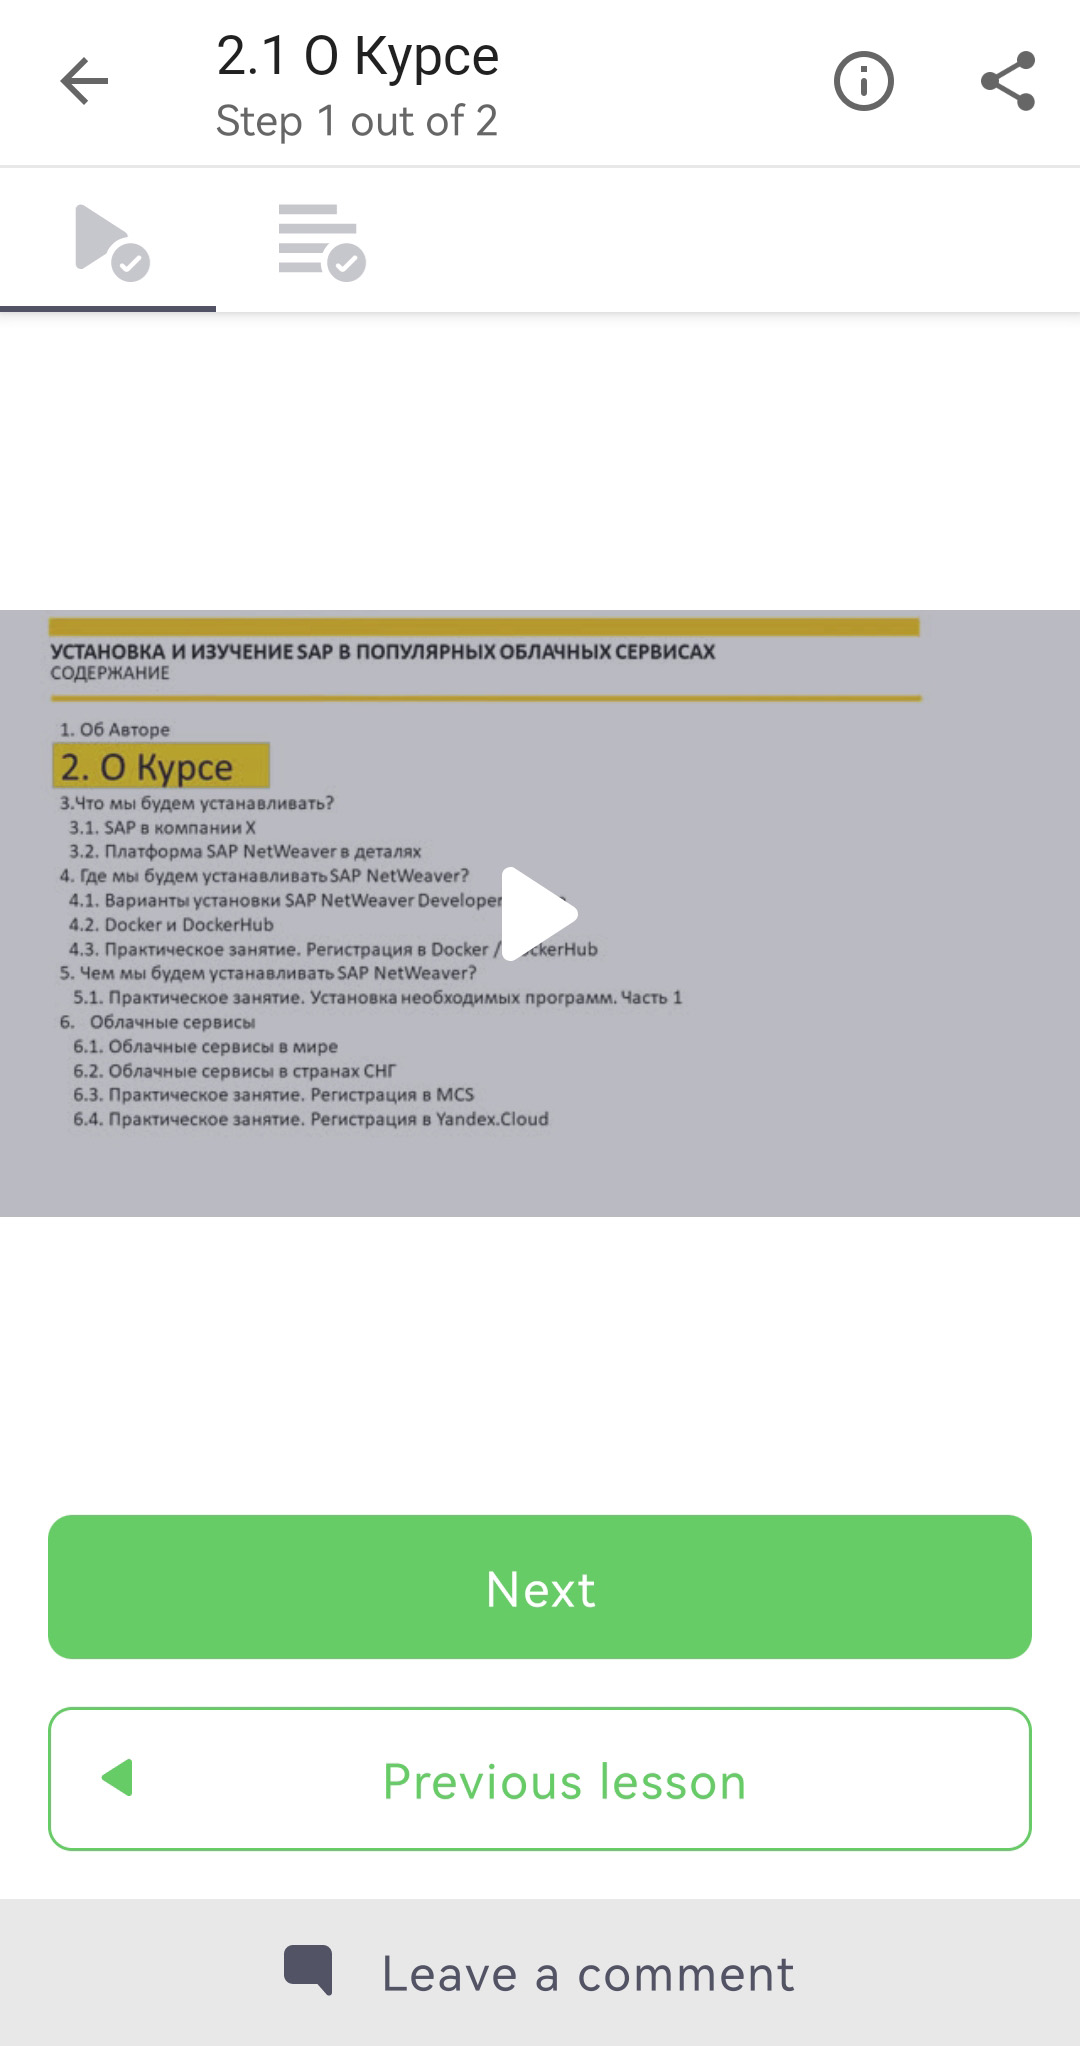 2.1 О Курсе
Step 1 out of 2
УСТАНОВКА И ИЗУЧЕНИЕ SAP В ПОПУЛЯРНЫХ ОБЛАЧНЫХ СЕРВИСАХ
СОДЕРЖАНИЕ
1. Об Авторе
2. О Курсе
3.Что мы будем устанавливать?
3.1. SAP в компании X
3.2. Платформа SAP NetWeaver в деталях
4. Где мы будем устанавливать SAP NetWeaver?
4.1. Варианты установки SAP NetWeaver Developer
4.2. Docker и DockerHub
4.3. Практическое занятие. Регистрация в Docker / DockerHub
5. Чем мы будем устанавливать SAP NetWeaver?
5.1. Практическое занятие. Установка необходимых программ. Часть 1
6. Облачные сервисы
6.1. Облачные сервисы в мире
6.2. Облачные сервисы в странах СНГ
6.3. Практическое занятие. Регистрация в MCS
6.4. Практическое занятие. Регистрация в Yandex.Cloud
Next
Previous lesson
Leave a comment